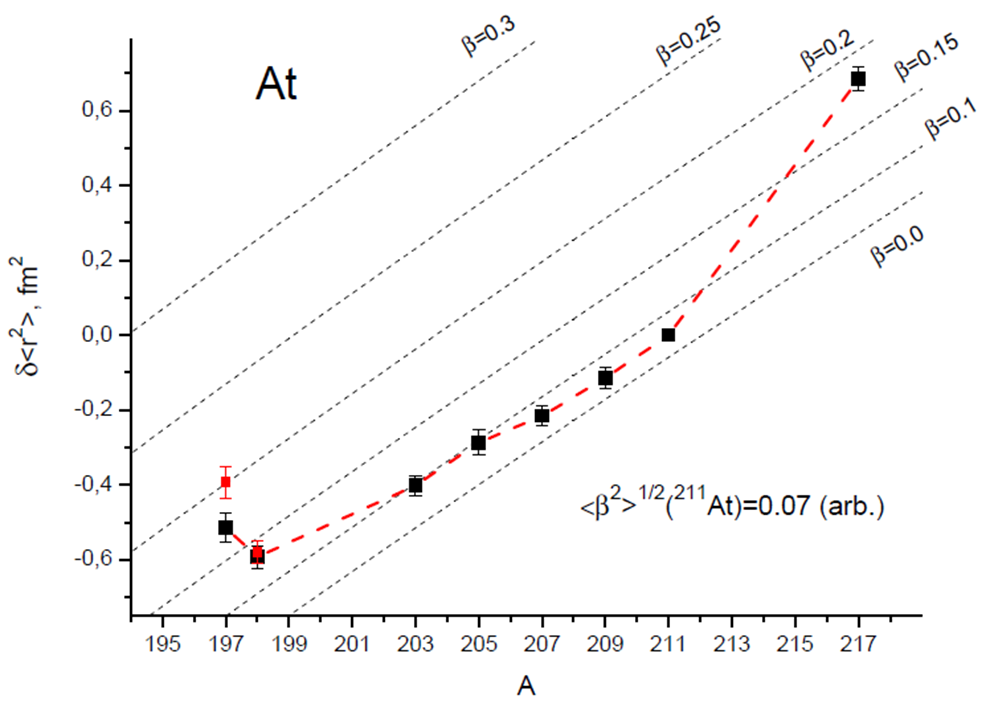 At
β=0.3
β=0.25
β=0.2
β=0.15
β=0.1
β=0.0
0,6
0,4
0,2
0,0
-0,2
-0,4
-0,6
δ<r²>, fm²
<β²>^1/2(²¹¹At)=0.07 (arb.)
195 197 199 201 203 205 207 209 211 213 215 217
A